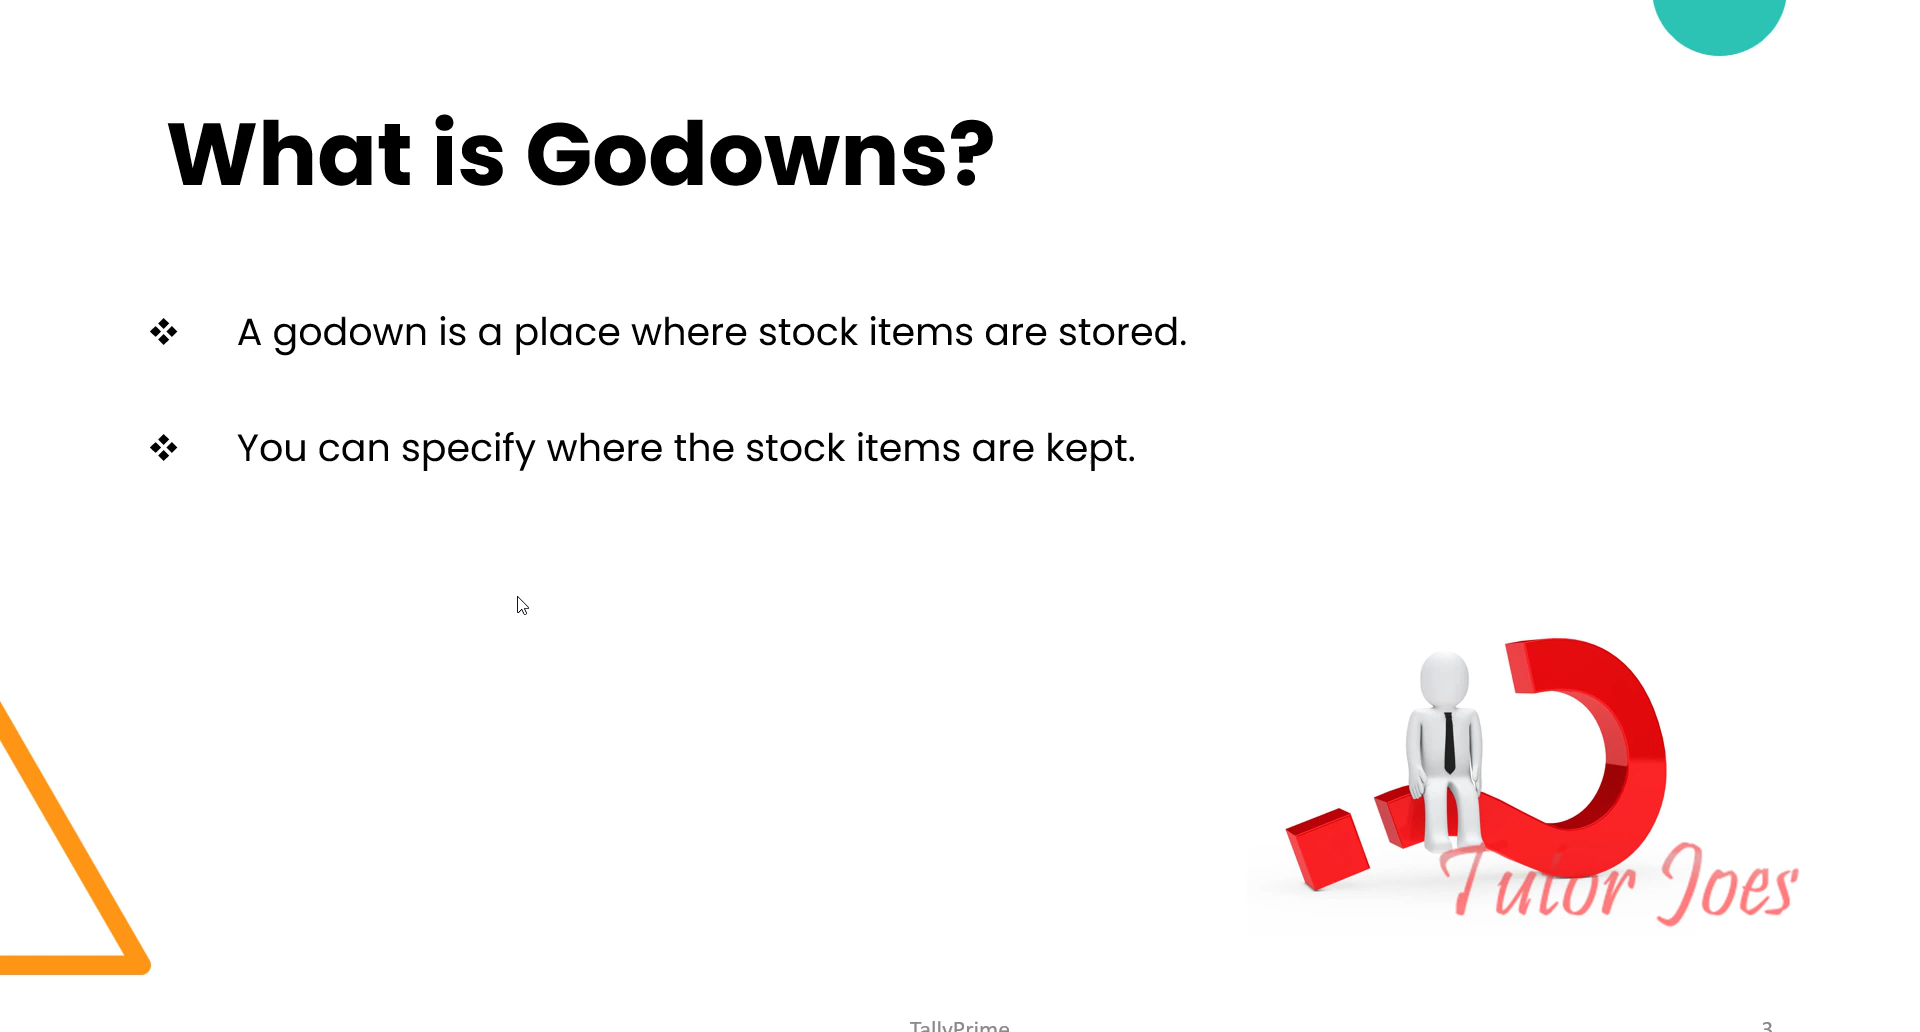 What is Godowns?
❖ A godown is a place where stock items are stored.
❖ You can specify where the stock items are kept.
Tutor Joes
TallyPrime
3